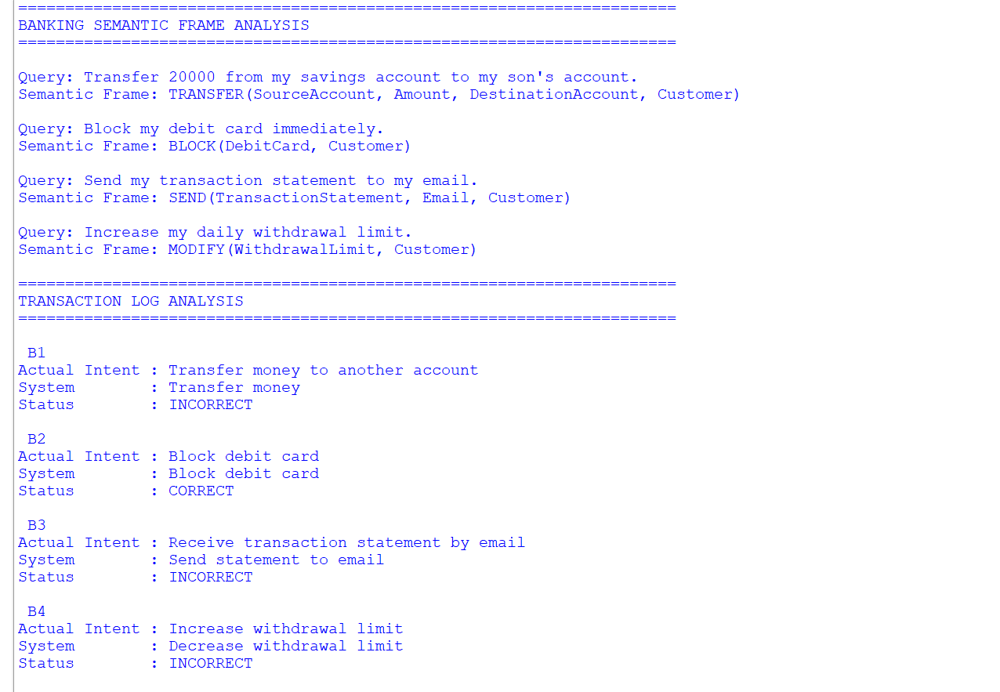 ======================================================================
BANKING SEMANTIC FRAME ANALYSIS
======================================================================
Query: Transfer 20000 from my savings account to my son's account.
Semantic Frame: TRANSFER(SourceAccount, Amount, DestinationAccount, Customer)
Query: Block my debit card immediately.
Semantic Frame: BLOCK(DebitCard, Customer)
Query: Send my transaction statement to my email.
Semantic Frame: SEND(TransactionStatement, Email, Customer)
Query: Increase my daily withdrawal limit.
Semantic Frame: MODIFY(WithdrawalLimit, Customer)
======================================================================
TRANSACTION LOG ANALYSIS
======================================================================
B1
Actual Intent : Transfer money to another account
System        : Transfer money
Status        : INCORRECT
B2
Actual Intent : Block debit card
System        : Block debit card
Status        : CORRECT
B3
Actual Intent : Receive transaction statement by email
System        : Send statement to email
Status        : INCORRECT
B4
Actual Intent : Increase withdrawal limit
System        : Decrease withdrawal limit
Status        : INCORRECT